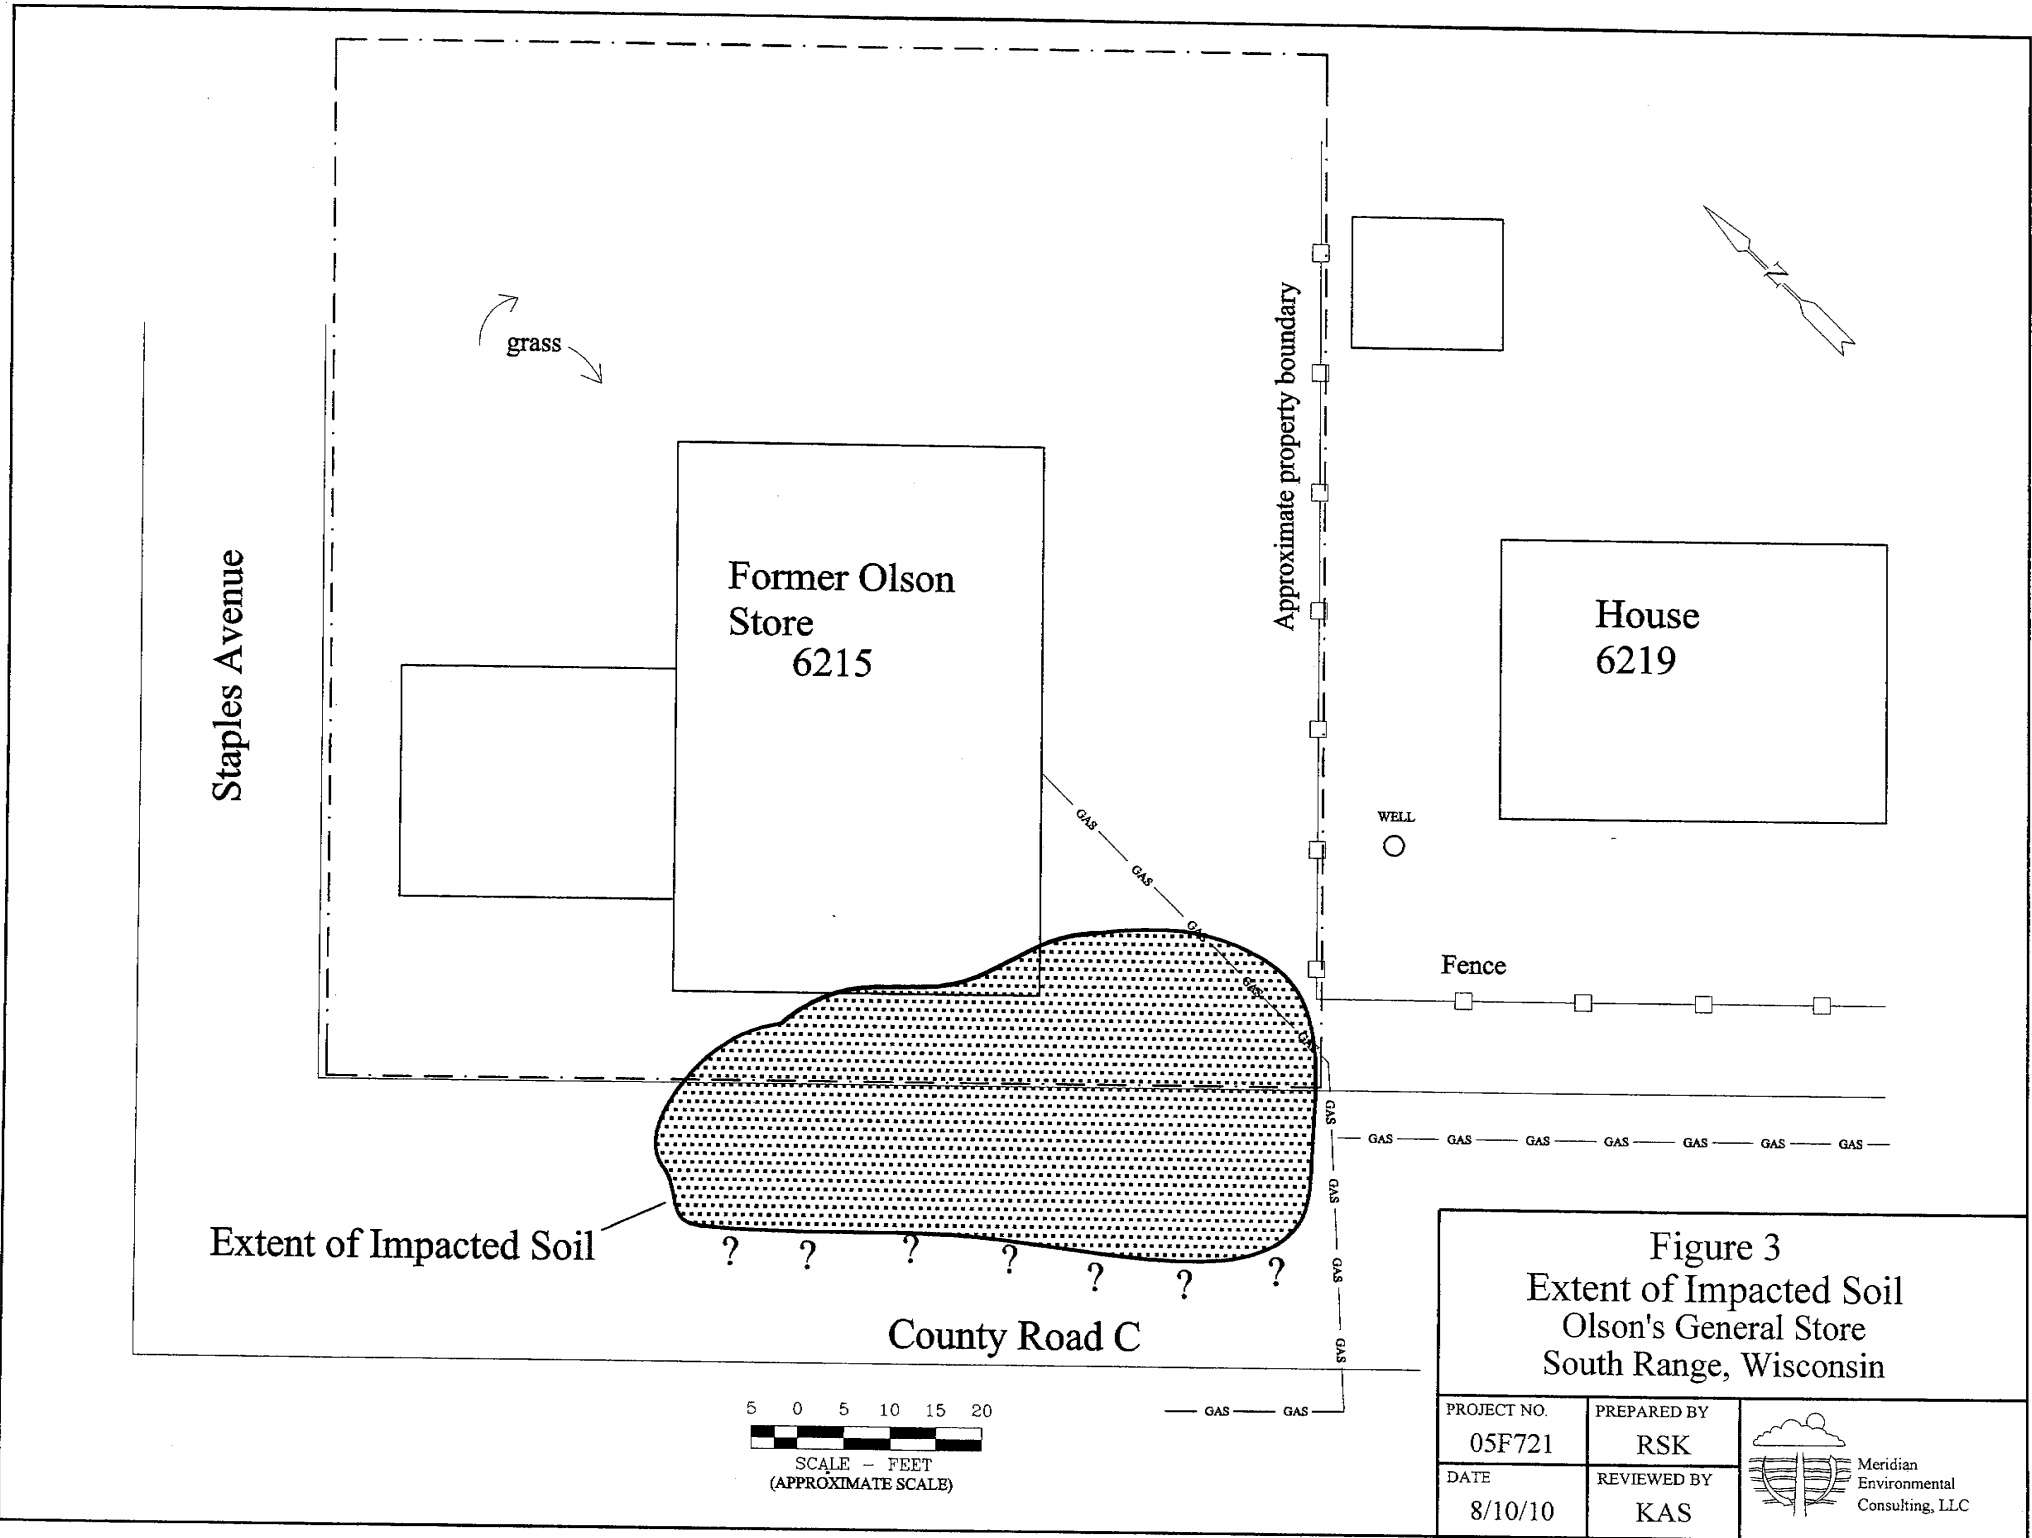 grass
Approximate property boundary
N
Staples Avenue
Former Olson
Store
6215
House
6219
WELL
GAS
GAS
GAS
GAS
GAS
Fence
GAS
GAS GAS GAS GAS GAS GAS GAS
GAS
GAS
GAS
Extent of Impacted Soil
? ? ? ? ? ? ?
County Road C
GAS GAS
5 0 5 10 15 20
SCALE - FEET
(APPROXIMATE SCALE)
Figure 3
Extent of Impacted Soil
Olson's General Store
South Range, Wisconsin
PROJECT NO.
05F721
PREPARED BY
RSK
DATE
8/10/10
REVIEWED BY
KAS
Meridian
Environmental
Consulting, LLC